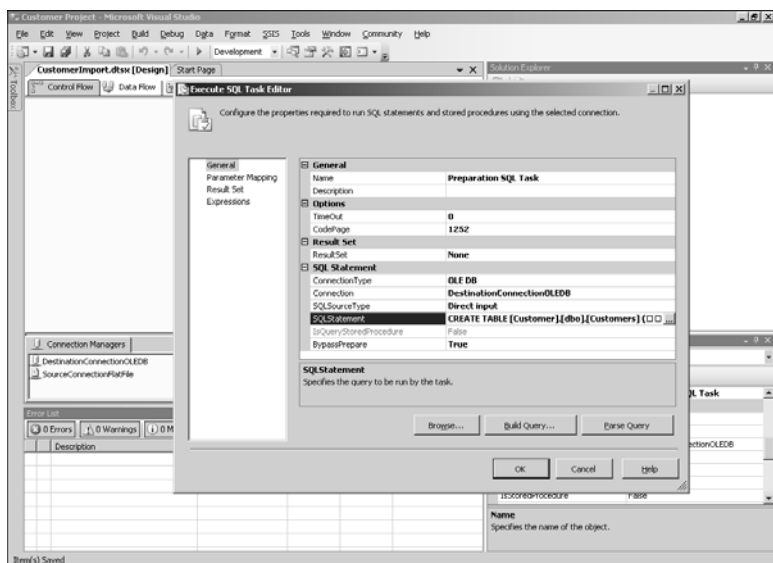 Customer Project - Microsoft Visual Studio
File Edit View Project Build Debug Data Format SSIS Tools Window Community Help
Development
CustomerImport.dtsx [Design] Start Page
Solution Explorer
Toolbox
Control Flow Data Flow
Execute SQL Task Editor
Configure the properties required to run SQL statements and stored procedures using the selected connection.
General
Parameter Mapping
Result Set
Expressions
General
Name Preparation SQL Task
Description
Options
TimeOut 0
CodePage 1252
Result Set
ResultSet None
SQL Statement
ConnectionType OLE DB
Connection DestinationConnectionOLEDB
SQLSourceType Direct input
SQLStatement CREATE TABLE [Customer].[dbo].[Customers] (□□ ...
IsQueryStoredProcedure False
BypassPrepare True
SQLStatement
Specifies the query to be run by the task.
Browse... Build Query... Parse Query
OK Cancel Help
Connection Managers
DestinationConnectionOLEDB
SourceConnectionFlatFile
Error List
0 Errors 0 Warnings 0 M
Description
QL Task
ectionOLEDB
IsStoredProcedure False
Name
Specifies the name of the object.
Item(s) Saved